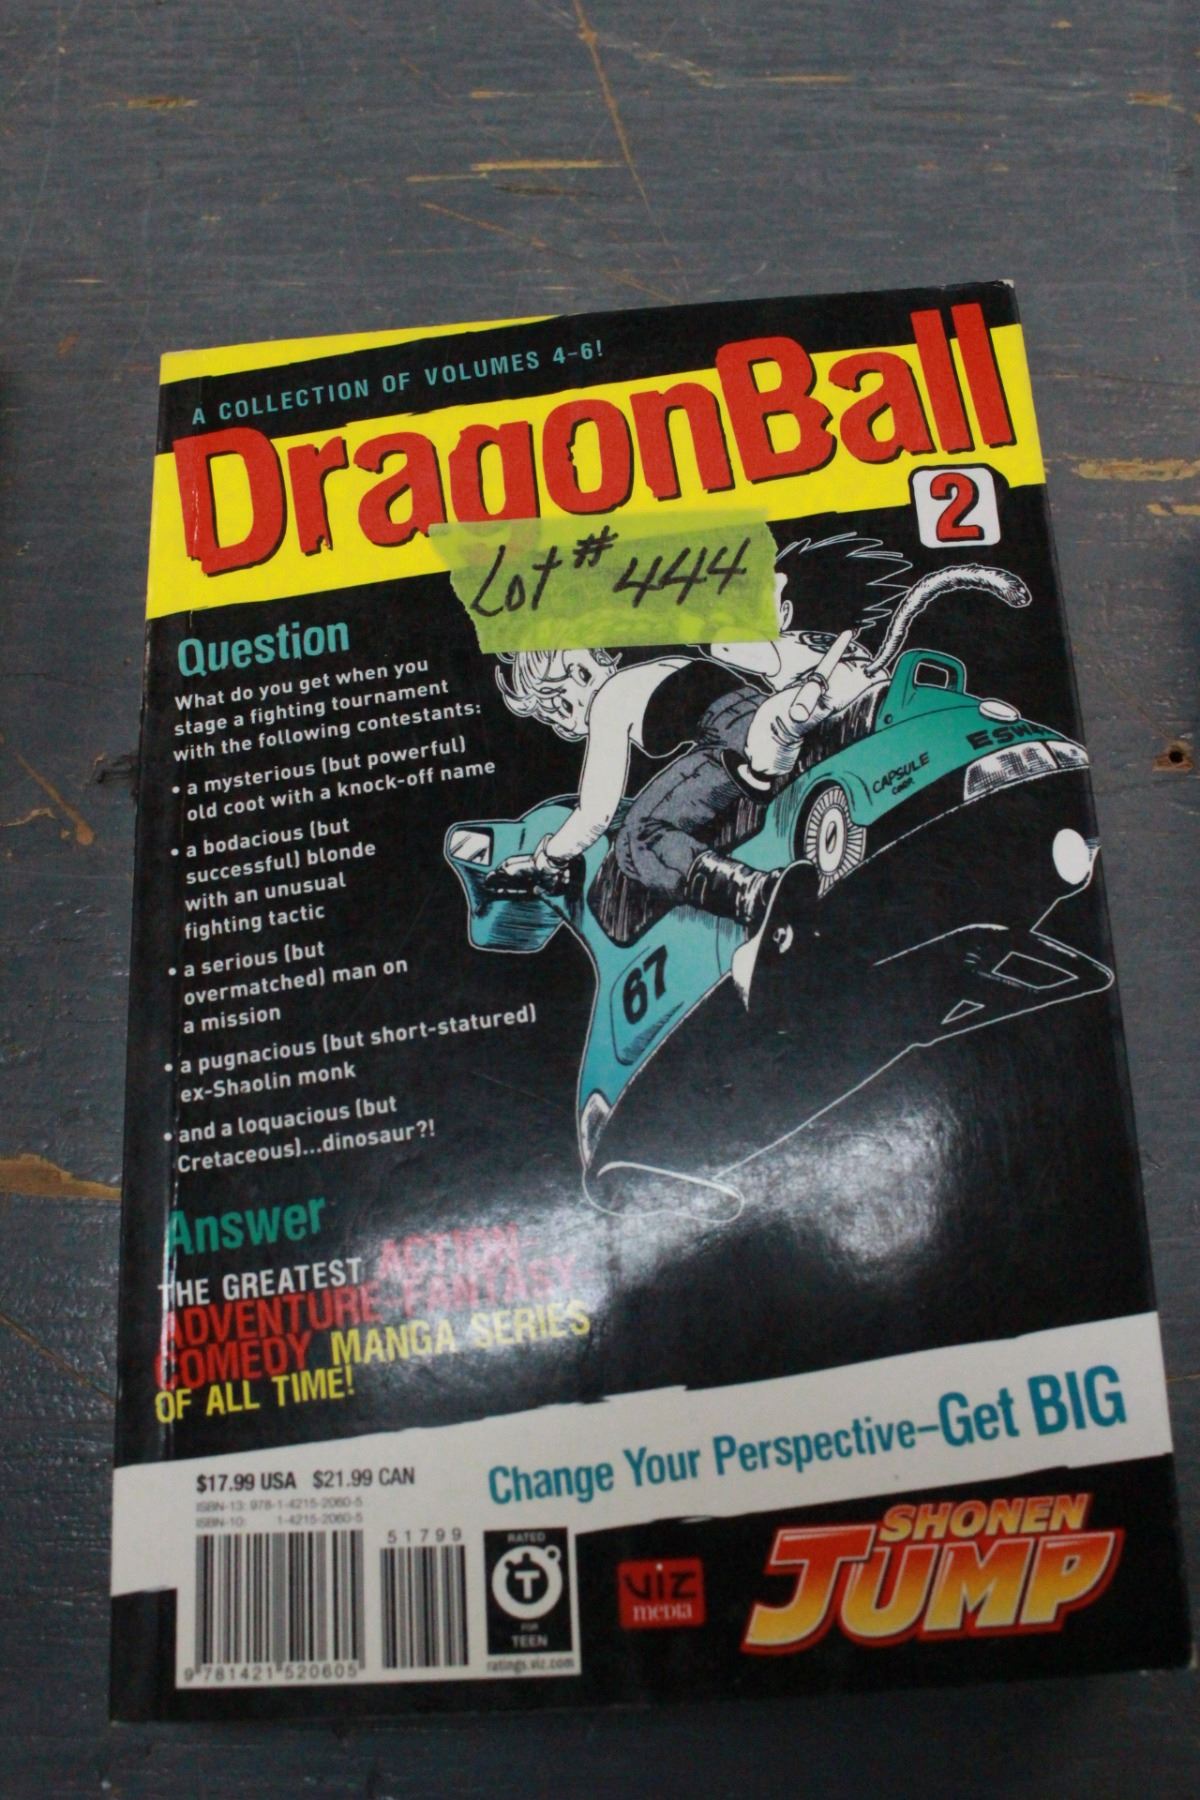 A COLLECTION OF VOLUMES 4-6!
DragonBall
2
Lot # 444
Question
What do you get when you
stage a fighting tournament
with the following contestants:
• a mysterious (but powerful)
old coot with a knock-off name
• a bodacious (but
successful) blonde
with an unusual
fighting tactic
• a serious (but
overmatched) man on
a mission
• a pugnacious (but short-statured)
ex-Shaolin monk
• and a loquacious (but
Cretaceous)...dinosaur?!
CAPSULE
CORP.
67
Answer
THE GREATEST ACTION-
ADVENTURE-FANTASY
COMEDY MANGA SERIES
OF ALL TIME!
Change Your Perspective–Get BIG
$17.99 USA $21.99 CAN
ISBN-13: 978-1-4215-2060-5
ISBN-10: 1-4215-2060-5
51799
9 781421 520605
RATED
T
FOR
TEEN
ratings.viz.com
viz
media
SHONEN
JUMP